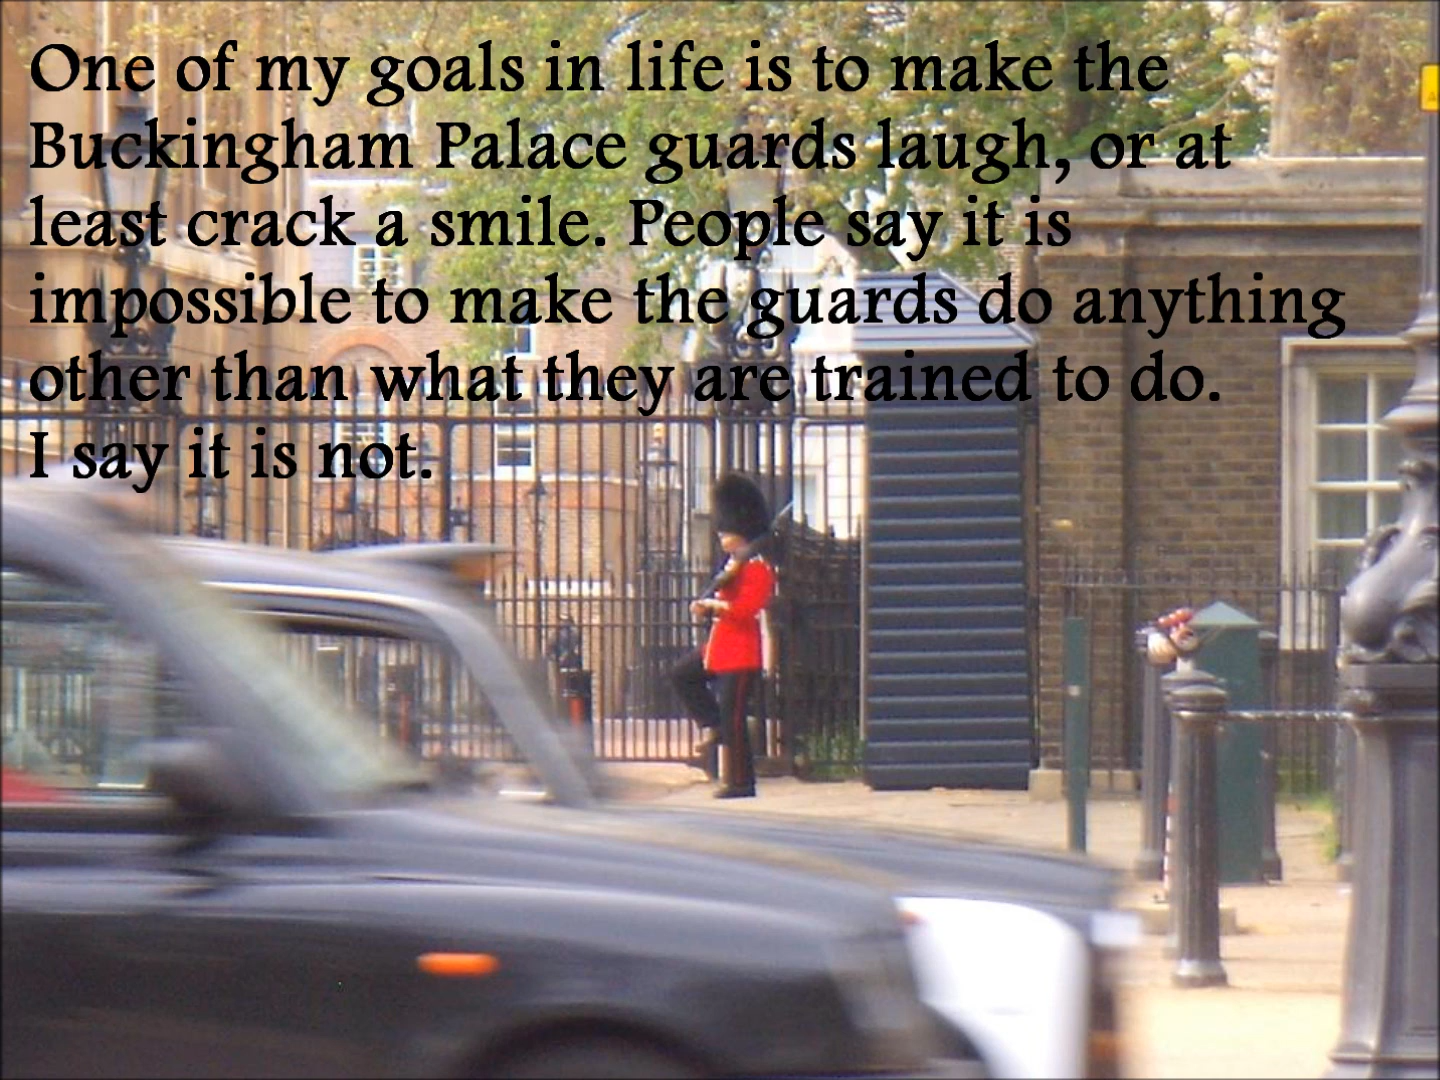 One of my goals in life is to make the
Buckingham Palace guards laugh, or at
least crack a smile. People say it is
impossible to make the guards do anything
other than what they are trained to do.
I say it is not.